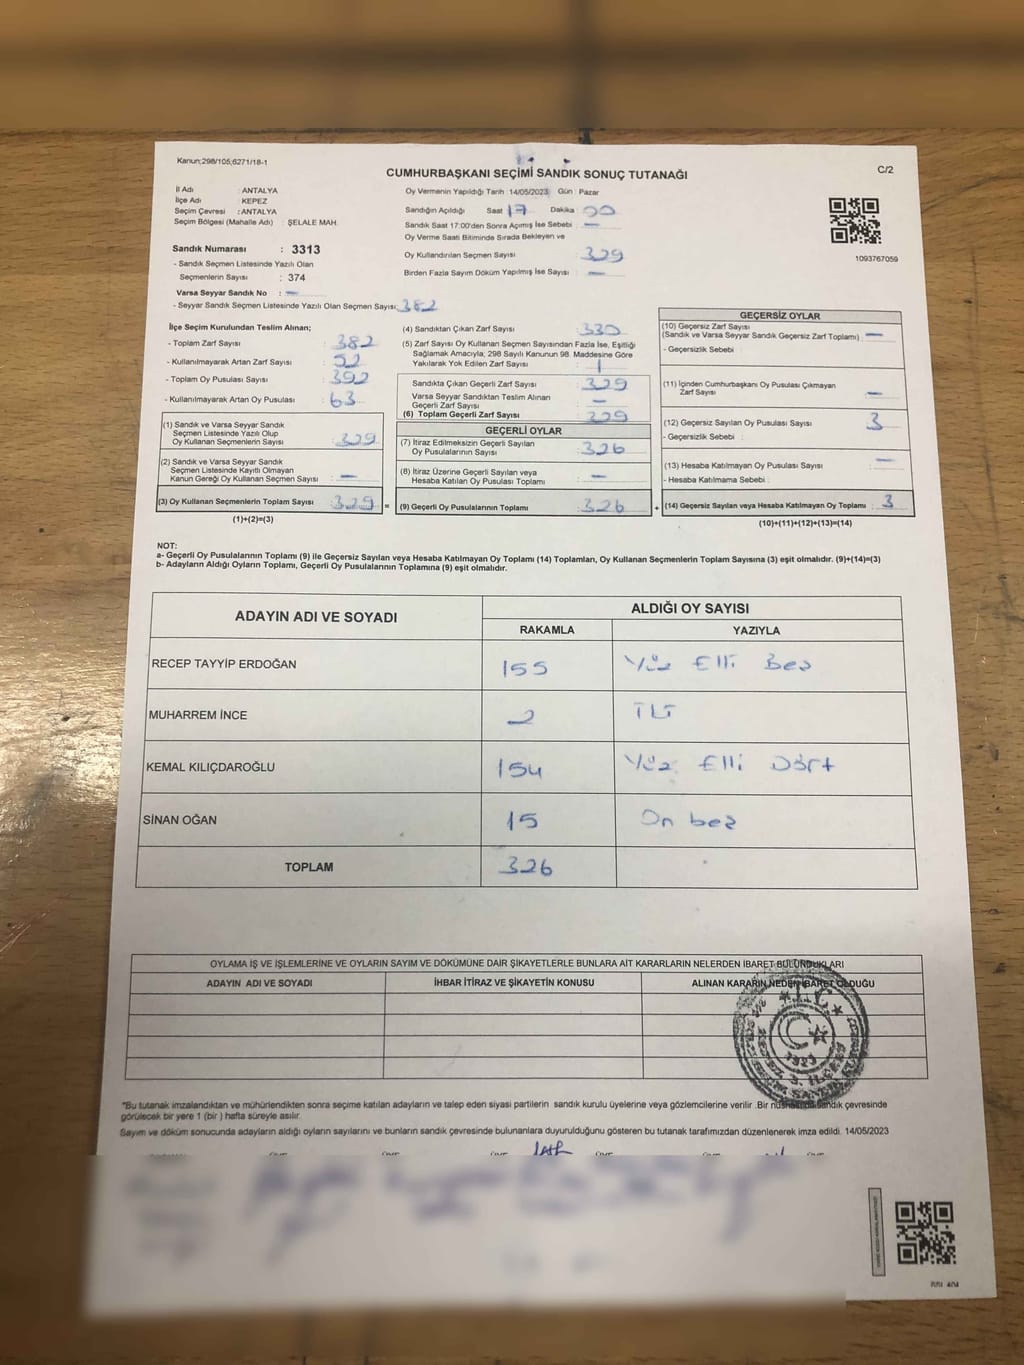 Kanun;298/105,6271/18-1
CUMHURBAŞKANI SEÇİMİ SANDIK SONUÇ TUTANAĞI
C/2
İl Adı : ANTALYA
İlçe Adı : KEPEZ
Seçim Çevresi : ANTALYA
Seçim Bölgesi (Mahalle Adı) : ŞELALE MAH.
Sandık Numarası : 3313
- Sandık Seçmen Listesinde Yazılı Olan
Seçmenlerin Sayısı : 374
Varsa Seyyar Sandık No : —
- Seyyar Sandık Seçmen Listesinde Yazılı Olan Seçmen Sayısı: 382
Oy Vermenin Yapıldığı Tarih : 14/05/2023 Gün : Pazar
Sandığın Açıldığı Saat 17 Dakika : 00
Sandık Saat 17:00'den Sonra Açımış İse Sebebi : —
Oy Verme Saati Bitiminde Sırada Bekleyen ve
Oy Kullandırılan Seçmen Sayısı : 329
Birden Fazla Sayım Döküm Yapılmış İse Sayısı : —
1093767059
İlçe Seçim Kurulundan Teslim Alınan;
- Toplam Zarf Sayısı : 382
- Kullanılmayarak Artan Zarf Sayısı : 52
- Toplam Oy Pusulası Sayısı : 392
- Kullanılmayarak Artan Oy Pusulası : 63
(1) Sandık ve Varsa Seyyar Sandık
Seçmen Listesinde Yazılı Olup
Oy Kullanan Seçmenlerin Sayısı : 329
(2) Sandık ve Varsa Seyyar Sandık
Seçmen Listesinde Kayıtlı Olmayan
Kanun Gereği Oy Kullanan Seçmen Sayısı : —
(3) Oy Kullanan Seçmenlerin Toplam Sayısı : 329
(1)+(2)=(3)
(4) Sandıktan Çıkan Zarf Sayısı : 330
(5) Zarf Sayısı Oy Kullanan Seçmen Sayısından Fazla İse, Eşitliği
Sağlamak Amacıyla; 298 Sayılı Kanunun 98. Maddesine Göre
Yakılarak Yok Edilen Zarf Sayısı : 1
Sandıkta Çıkan Geçerli Zarf Sayısı : 329
Varsa Seyyar Sandıktan Teslim Alınan
Geçerli Zarf Sayısı : —
(6) Toplam Geçerli Zarf Sayısı : 329
GEÇERLİ OYLAR
(7) İtiraz Edilmeksizin Geçerli Sayılan
Oy Pusulalarının Sayısı : 326
(8) İtiraz Üzerine Geçerli Sayılan veya
Hesaba Katılan Oy Pusulası Toplamı : —
= (9) Geçerli Oy Pusulalarının Toplamı : 326
GEÇERSİZ OYLAR
(10) Geçersiz Zarf Sayısı
(Sandık ve Varsa Seyyar Sandık Geçersiz Zarf Toplamı) : —
- Geçersizlik Sebebi :
(11) İçinden Cumhurbaşkanı Oy Pusulası Çıkmayan
Zarf Sayısı : —
(12) Geçersiz Sayılan Oy Pusulası Sayısı : 3
- Geçersizlik Sebebi :
(13) Hesaba Katılmayan Oy Pusulası Sayısı : —
- Hesaba Katılmama Sebebi :
+ (14) Geçersiz Sayılan veya Hesaba Katılmayan Oy Toplamı : 3
(10)+(11)+(12)+(13)=(14)
NOT:
a- Geçerli Oy Pusulalarının Toplamı (9) ile Geçersiz Sayılan veya Hesaba Katılmayan Oy Toplamı (14) Toplamları, Oy Kullanan Seçmenlerin Toplam Sayısına (3) eşit olmalıdır. (9)+(14)=(3)
b- Adayların Aldığı Oyların Toplamı, Geçerli Oy Pusulalarının Toplamına (9) eşit olmalıdır.
ADAYIN ADI VE SOYADI ALDIĞI OY SAYISI
RAKAMLA YAZIYLA
RECEP TAYYİP ERDOĞAN 155 Yüz Elli Beş
MUHARREM İNCE 2 İki
KEMAL KILIÇDAROĞLU 154 Yüz Elli Dört
SİNAN OĞAN 15 On beş
TOPLAM 326
OYLAMA İŞ VE İŞLEMLERİNE VE OYLARIN SAYIM VE DÖKÜMÜNE DAİR ŞİKAYETLERLE BUNLARA AİT KARARLARIN NELERDEN İBARET BULUNDUKLARI
ADAYIN ADI VE SOYADI İHBAR İTİRAZ VE ŞİKAYETİN KONUSU ALINAN KARARIN NEDEN İBARET OLDUĞU
T.C.
1923
*Bu tutanak imzalandıktan ve mühürlendikten sonra seçime katılan adayların ve talep eden siyasi partilerin sandık kurulu üyelerine veya gözlemcilerine verilir .Bir nüshası da sandık çevresinde
görülecek bir yere 1 (bir ) hafta süreyle asılır.
Sayım ve döküm sonucunda adayların aldığı oyların sayılarını ve bunların sandık çevresinde bulunanlara duyurulduğunu gösteren bu tutanak tarafımızdan düzenlenerek imza edildi. 14/05/2023